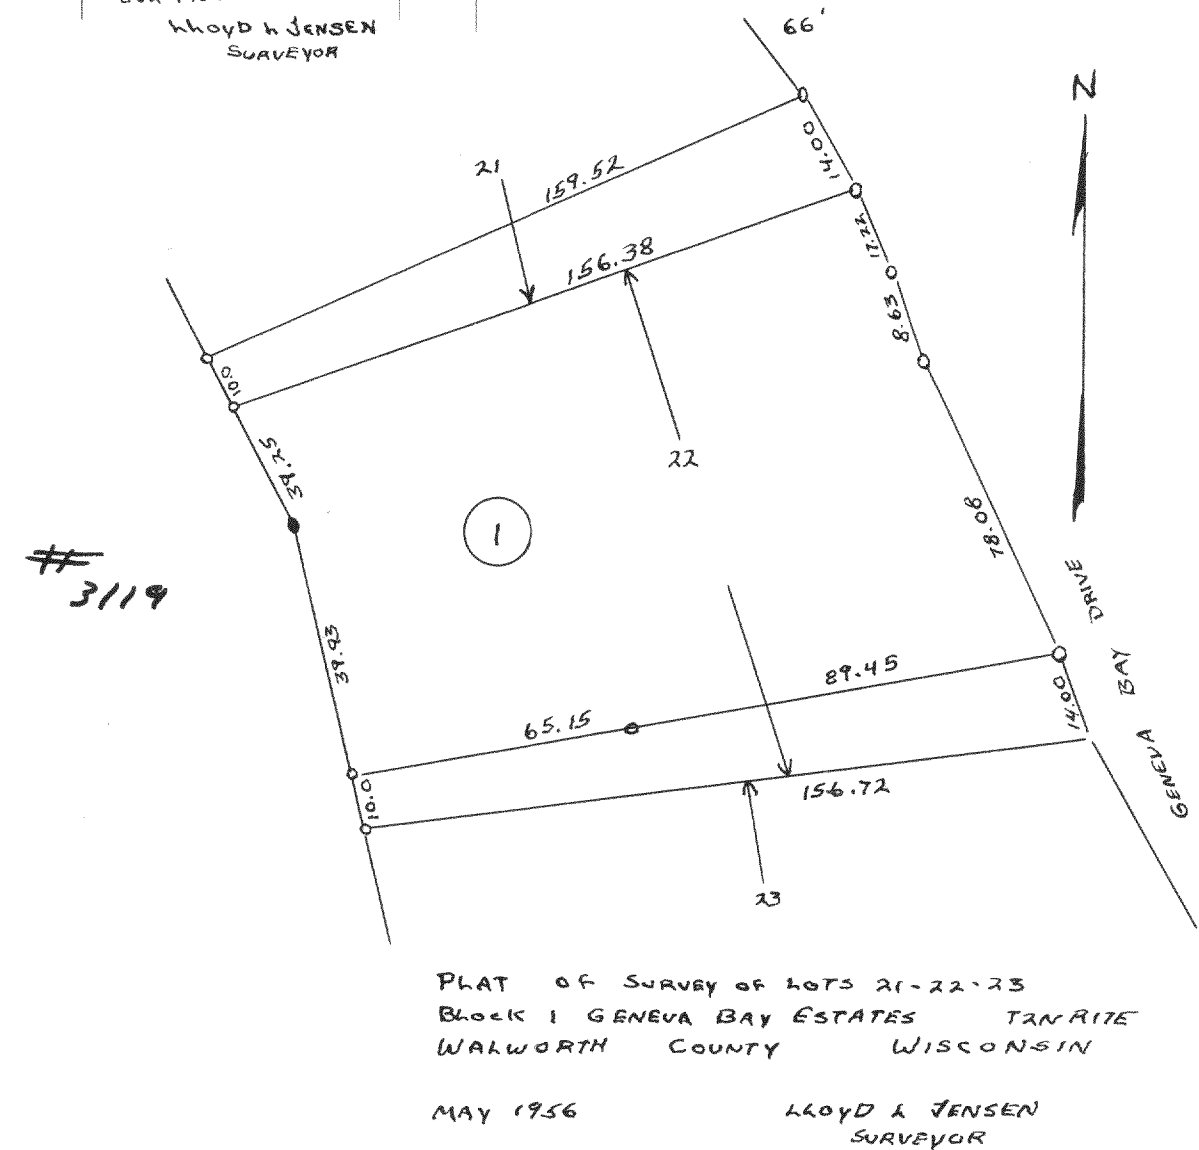 LLOYD L JENSEN
SURVEYOR
66'
N
14.00
159.52
21
17.22
156.38
8.63
10.0
39.25
22
1
78.08
#
3119
DRIVE
39.93
BAY
89.45
14.00
65.15
GENEVA
10.0
156.72
23
PLAT OF SURVEY OF LOTS 21-22-23
BLOCK 1 GENEVA BAY ESTATES T2N R17E
WALWORTH COUNTY WISCONSIN
MAY 1956
LLOYD L JENSEN
SURVEYOR